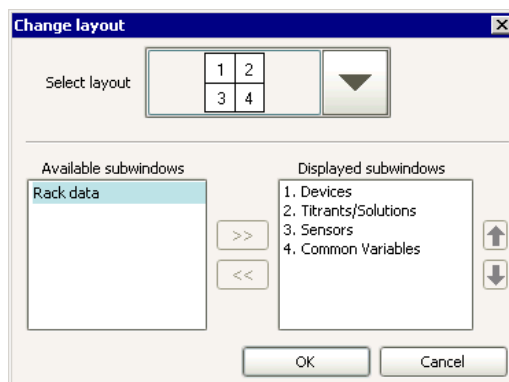 Change layout
Select layout
1 2
3 4
Available subwindows
Rack data
>>
<<
Displayed subwindows
1. Devices
2. Titrants/Solutions
3. Sensors
4. Common Variables
OK
Cancel